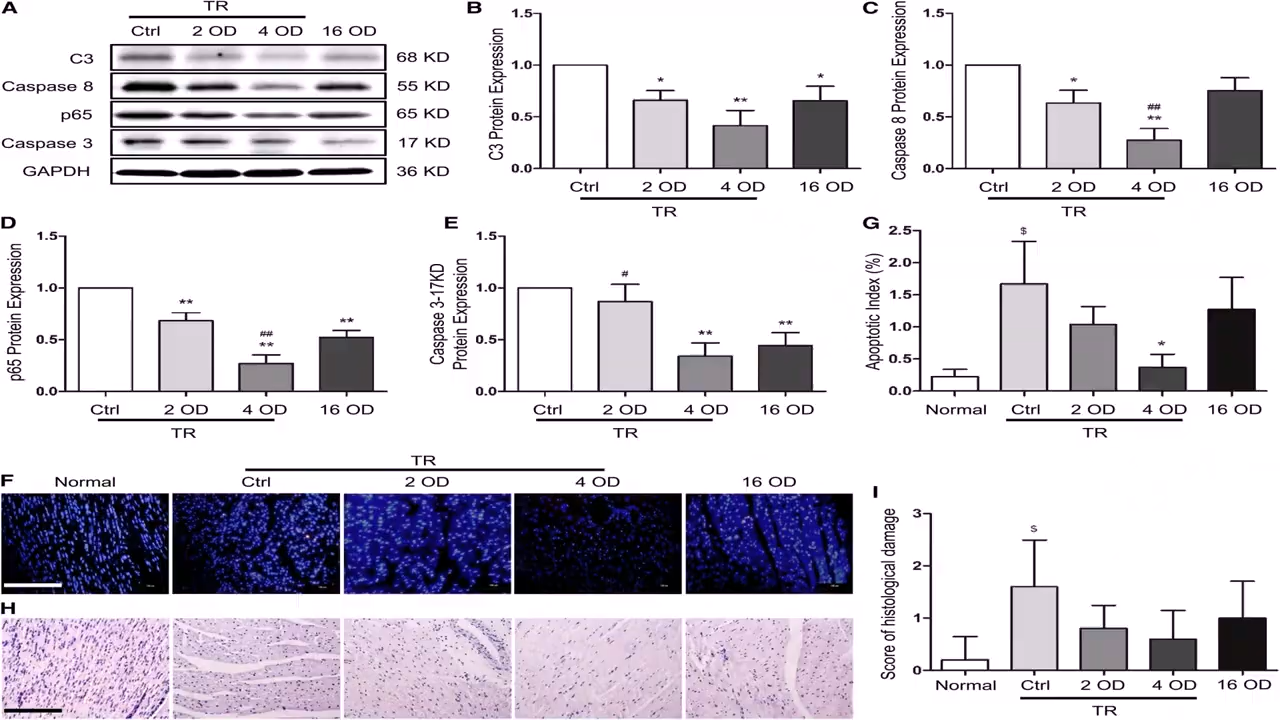 A
TR
Ctrl 2 OD 4 OD 16 OD
C3 68 KD
Caspase 8 55 KD
p65 65 KD
Caspase 3 17 KD
GAPDH 36 KD
B
C3 Protein Expression
1.5
1.0
0.5
0.0
*
**
*
Ctrl 2 OD 4 OD 16 OD
TR
C
Caspase 8 Protein Expression
1.5
1.0
0.5
0.0
*
##
**
Ctrl 2 OD 4 OD 16 OD
TR
D
p65 Protein Expression
1.5
1.0
0.5
0.0
**
##
**
**
Ctrl 2 OD 4 OD 16 OD
TR
E
Caspase 3-17KD
Protein Expression
1.5
1.0
0.5
0.0
#
**
**
Ctrl 2 OD 4 OD 16 OD
TR
G
Apoptotic Index (%)
2.5
2.0
1.5
1.0
0.5
0.0
$
*
Normal Ctrl 2 OD 4 OD 16 OD
TR
F
TR
Normal Ctrl 2 OD 4 OD 16 OD
H
I
Score of histological damage
3
2
1
0
$
Normal Ctrl 2 OD 4 OD 16 OD
TR